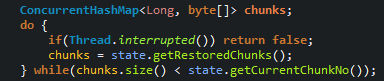 ConcurrentHashMap<Long, byte[]> chunks;
do {
    if(Thread.interrupted()) return false;
    chunks = state.getRestoredChunks();
} while(chunks.size() < state.getCurrentChunkNo());